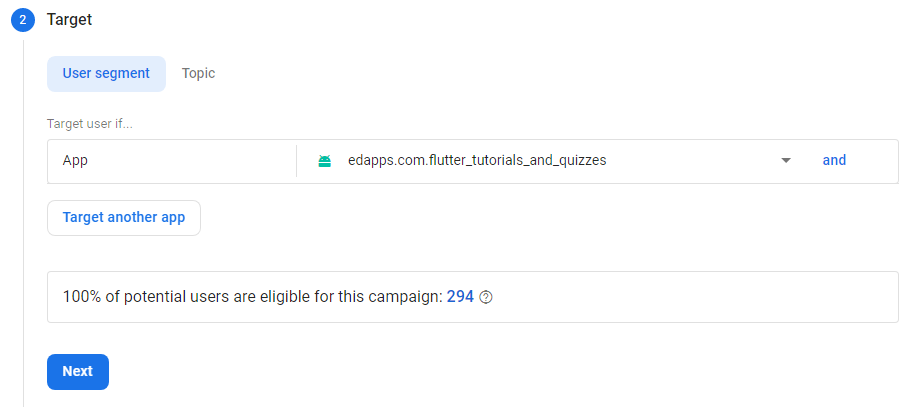 2 Target
User segment Topic
Target user if...
App edapps.com.flutter_tutorials_and_quizzes and
Target another app
100% of potential users are eligible for this campaign: 294 ?
Next